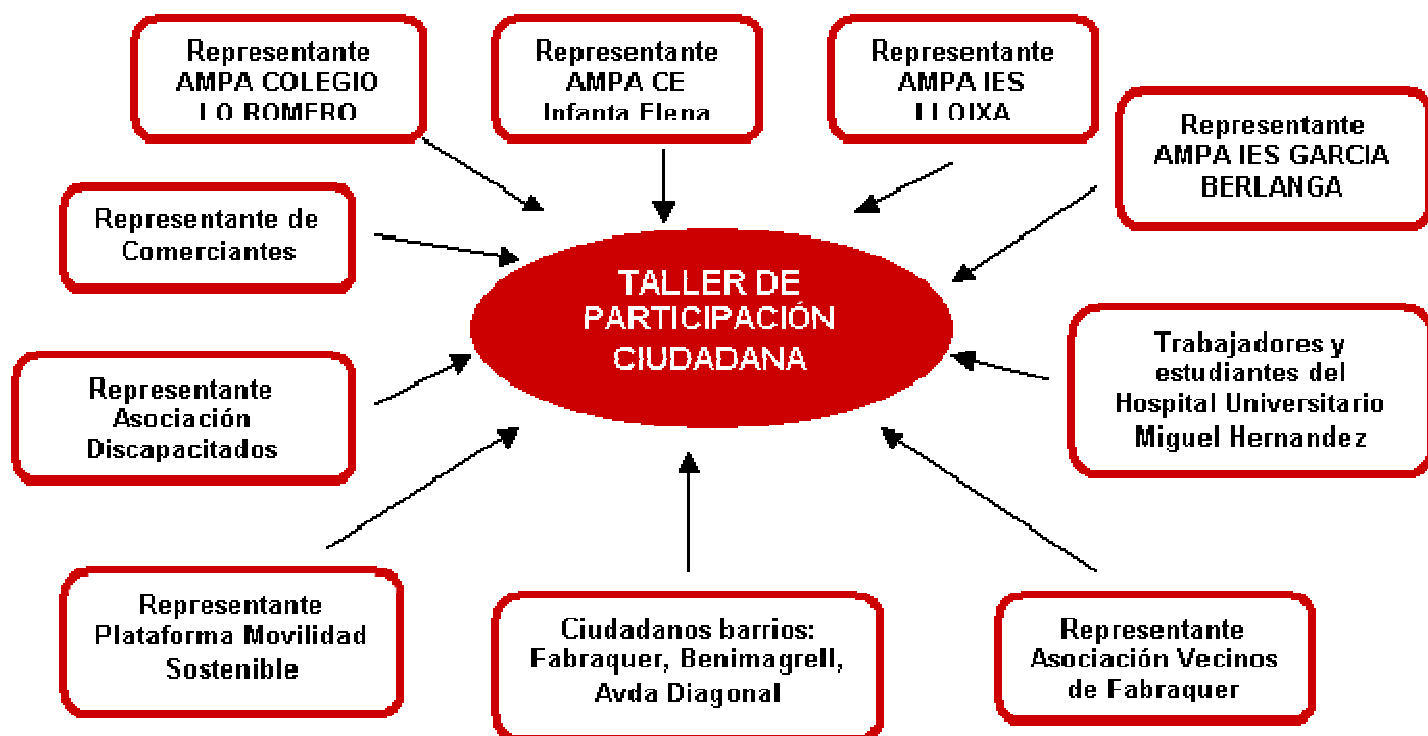 Representante
AMPA COLEGIO
LO ROMERO
Representante
AMPA CE
Infanta Elena
Representante
AMPA IES
LLOIXA
Representante
AMPA IES GARCIA
BERLANGA
Representante de
Comerciantes
TALLER DE
PARTICIPACIÓN
CIUDADANA
Trabajadores y
estudiantes del
Hospital Universitario
Miguel Hernandez
Representante
Asociación
Discapacitados
Representante
Plataforma Movilidad
Sostenible
Ciudadanos barrios:
Fabraquer, Benimagrell,
Avda Diagonal
Representante
Asociación Vecinos
de Fabraquer